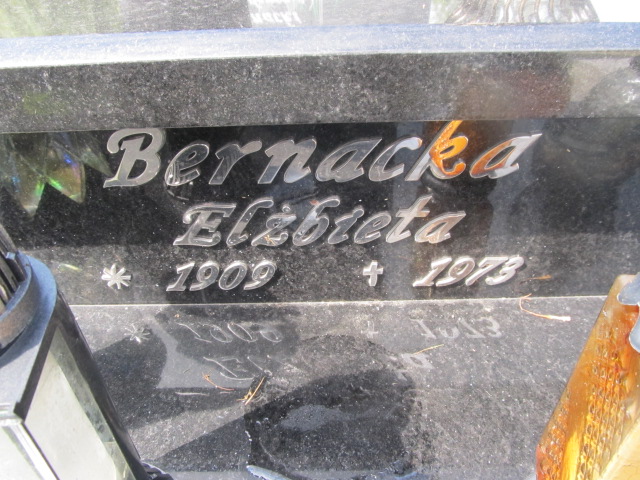 Bernacka
Elżbieta
* 1909 + 1973